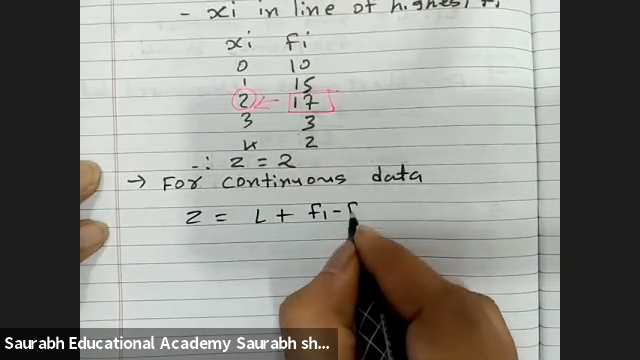 - xi in line of highest fi
xi fi
0 10
1 15
2 ← 17
3 3
4 2
∴ z = 2
→ For continuous data
z = L + f1 - f
Saurabh Educational Academy Saurabh sh...